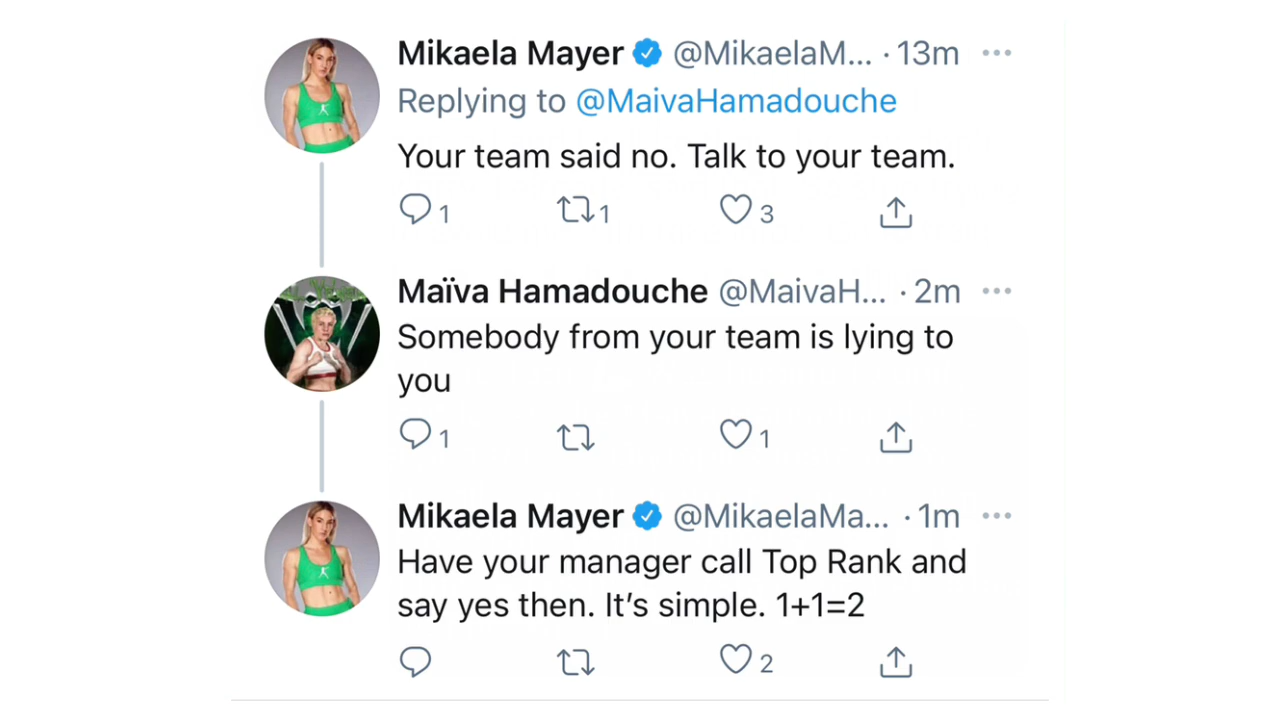 Mikaela Mayer @MikaelaM... · 13m
Replying to @MaivaHamadouche
Your team said no. Talk to your team.
1 1 3
Maïva Hamadouche @MaivaH... · 2m
Somebody from your team is lying to
you
1 1
Mikaela Mayer @MikaelaMa... · 1m
Have your manager call Top Rank and
say yes then. It’s simple. 1+1=2
2